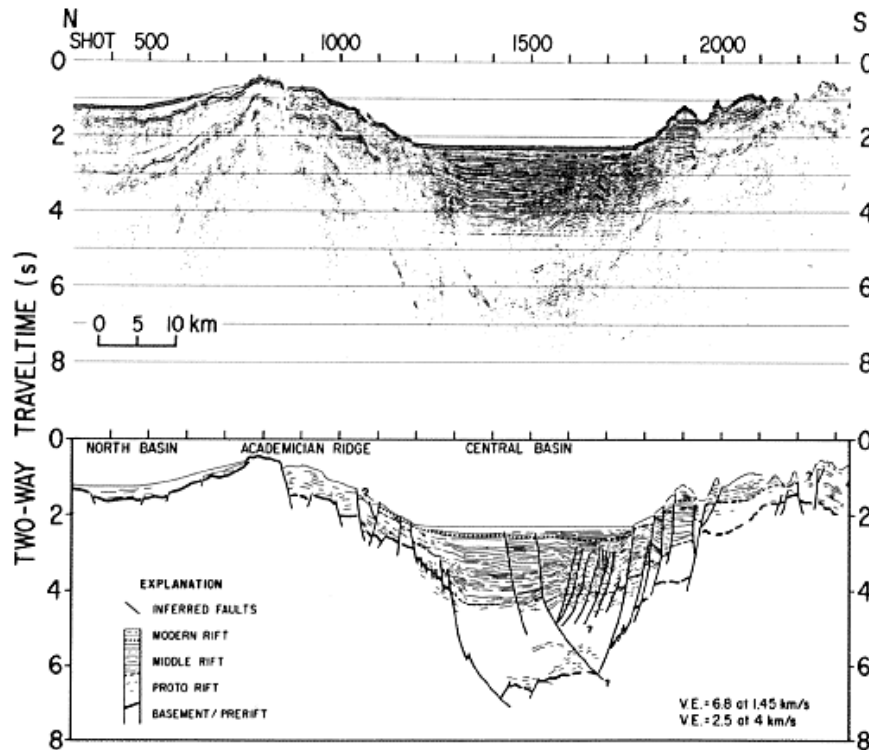 N S
SHOT 500 1000 1500 2000
0 0
2 2
4 4
6 6
0 5 10 km
8 8
TWO-WAY TRAVELTIME (s)
0 0
NORTH BASIN ACADEMICIAN RIDGE CENTRAL BASIN
?
?
2 2
4 4
EXPLANATION
INFERRED FAULTS
?
MODERN RIFT
MIDDLE RIFT
6 6
?
PROTO RIFT
BASEMENT / PRERIFT
V.E.= 6.8 at 1.45 km/s
V.E.= 2.5 at 4 km/s
8 8